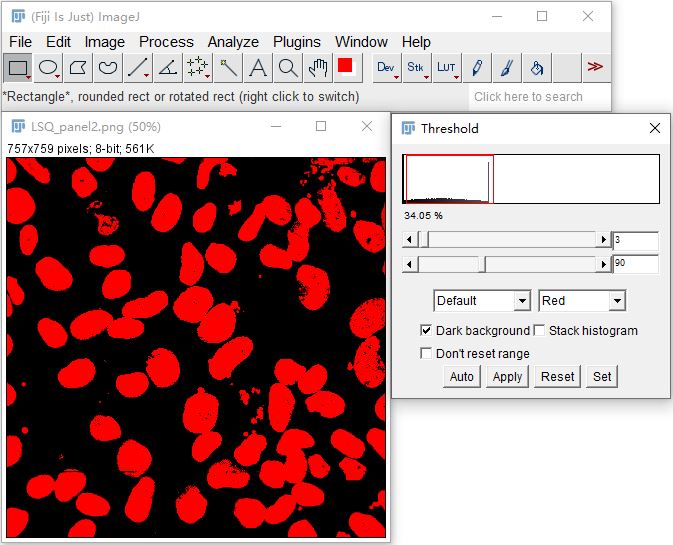 (Fiji Is Just) ImageJ
File Edit Image Process Analyze Plugins Window Help
Dev Stk LUT >>
*Rectangle*, rounded rect or rotated rect (right click to switch)
Click here to search
LSQ_panel2.png (50%)
757x759 pixels; 8-bit; 561K
Threshold
34.05 %
3
90
Default Red
Dark background Stack histogram
Don't reset range
Auto Apply Reset Set